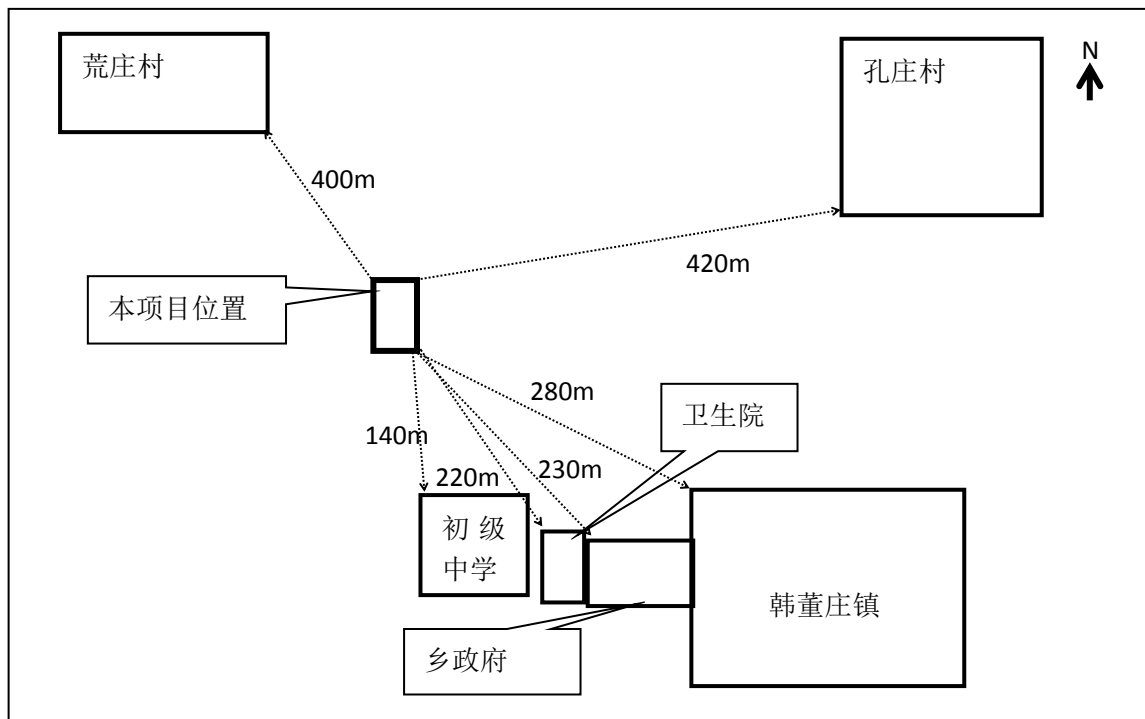 荒庄村
孔庄村
N
400m
420m
本项目位置
280m
卫生院
140m
230m
220m
初级
中学
韩董庄镇
乡政府